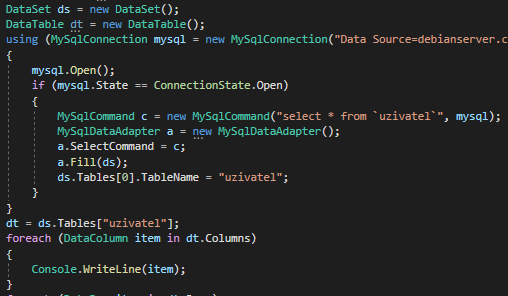 DataSet ds = new DataSet();
DataTable dt = new DataTable();
using (MySqlConnection mysql = new MySqlConnection("Data Source=debianserver.c
{
mysql.Open();
if (mysql.State == ConnectionState.Open)
{
MySqlCommand c = new MySqlCommand("select * from `uzivatel`", mysql);
MySqlDataAdapter a = new MySqlDataAdapter();
a.SelectCommand = c;
a.Fill(ds);
ds.Tables[0].TableName = "uzivatel";
}
}
dt = ds.Tables["uzivatel"];
foreach (DataColumn item in dt.Columns)
{
Console.WriteLine(item);
}